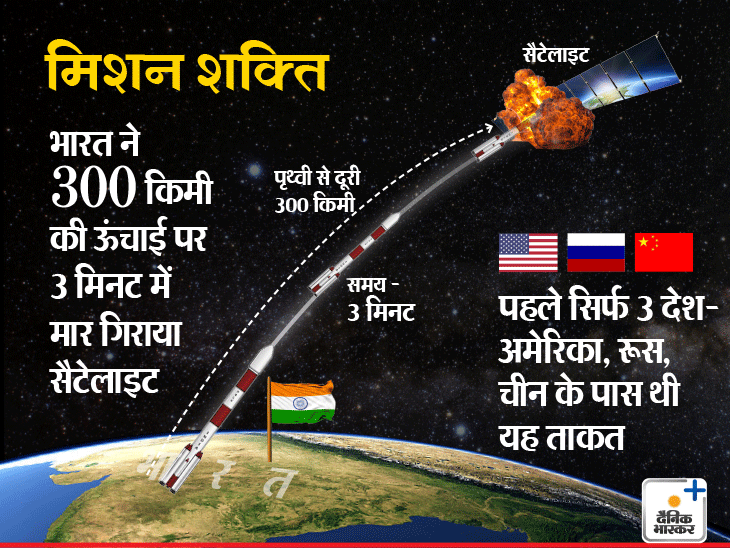 मिशन शक्ति
भारत ने
300 किमी
की ऊंचाई पर
3 मिनट में
मार गिराया
सैटेलाइट
सैटेलाइट
पृथ्वी से दूरी
300 किमी
समय -
3 मिनट
पहले सिर्फ 3 देश-
अमेरिका, रूस,
चीन के पास थी
यह ताकत
भारत
दैनिक
भास्कर